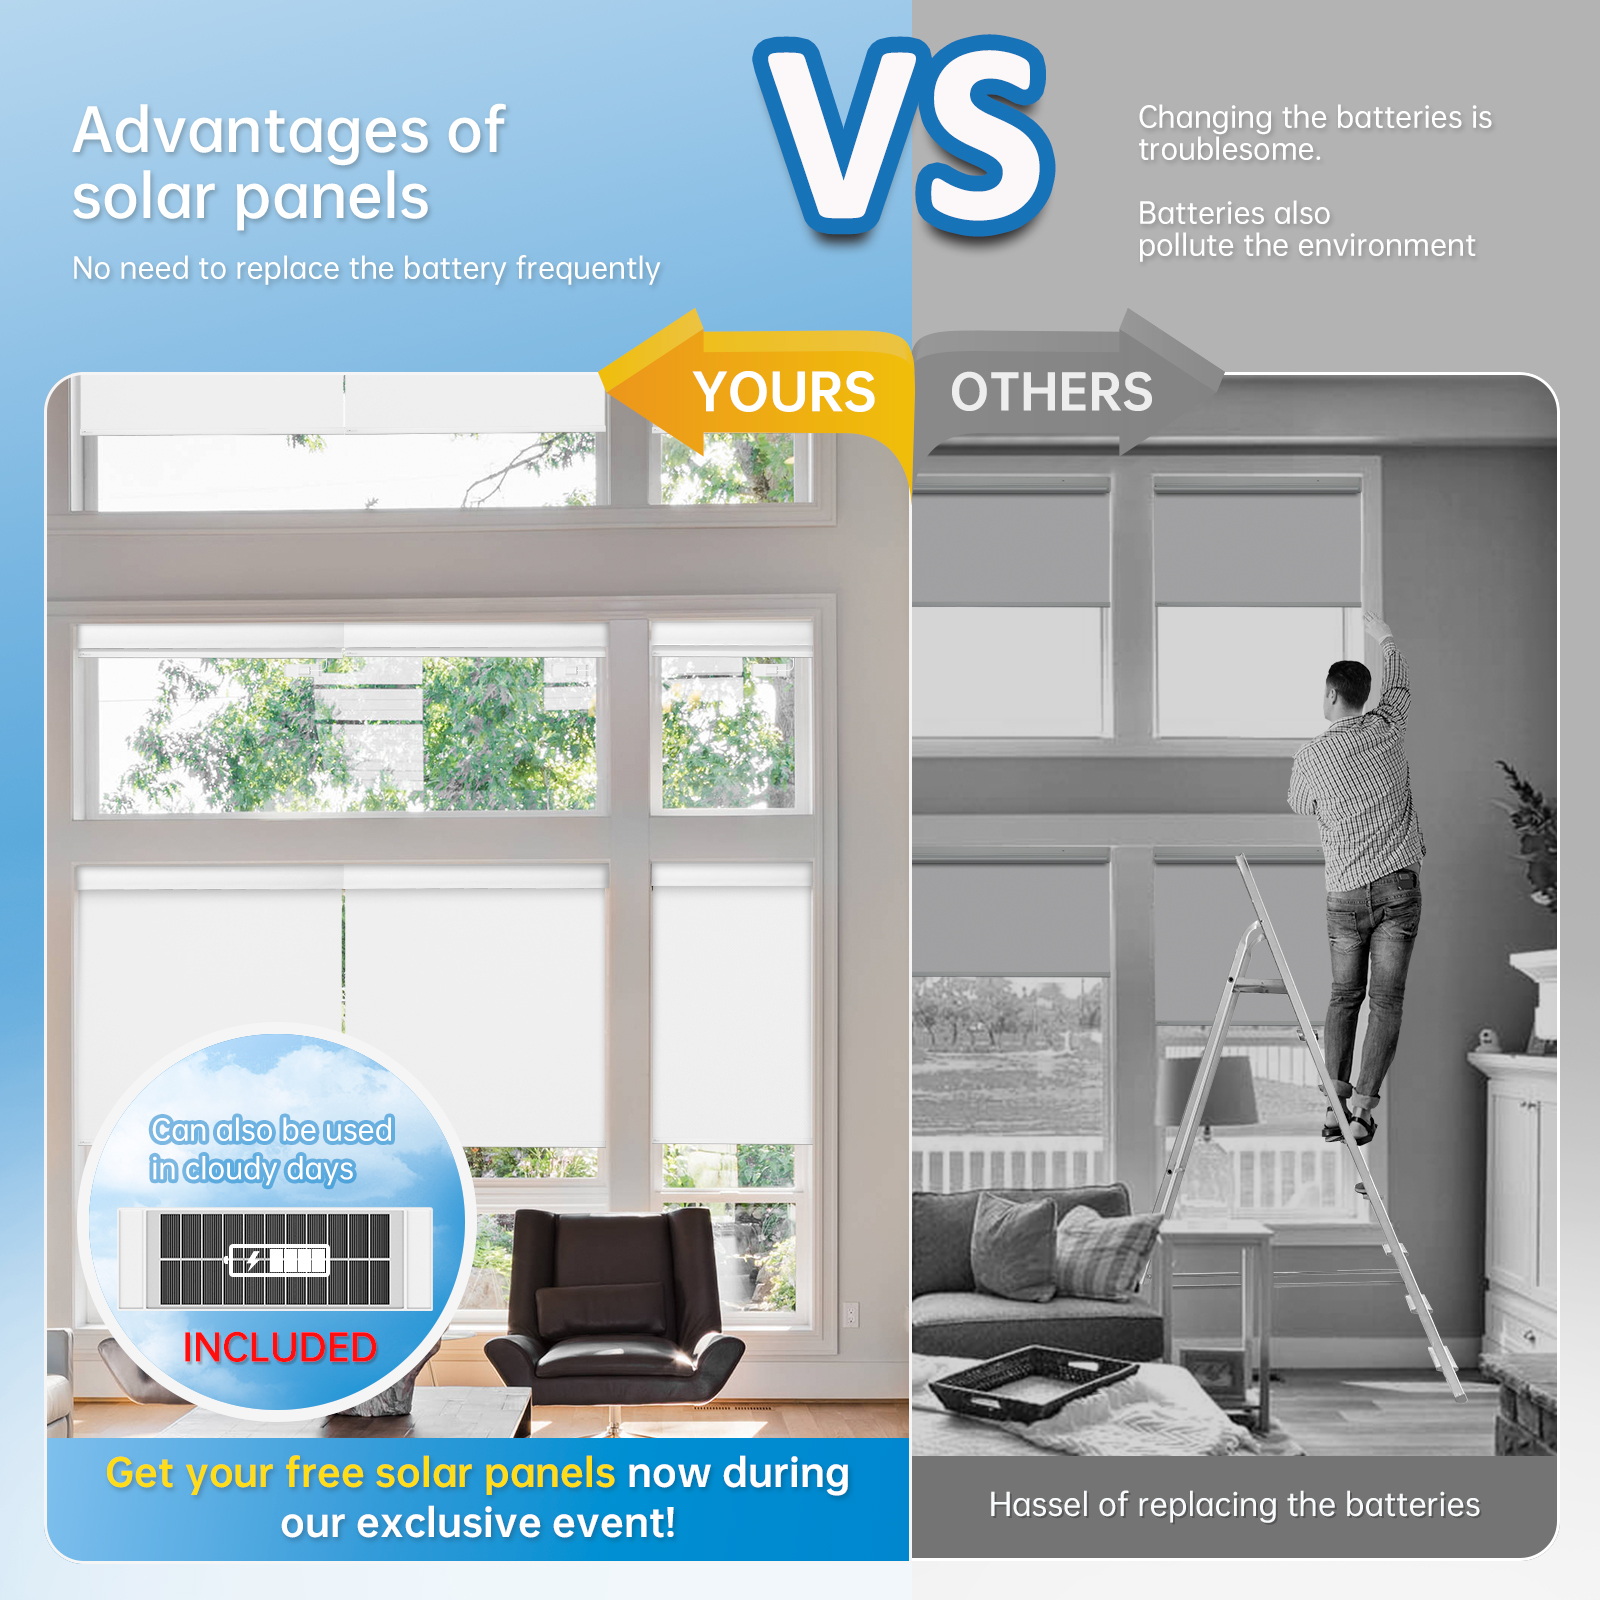 Advantages of
solar panels
No need to replace the battery frequently
VS
Changing the batteries is
troublesome.
Batteries also
pollute the environment
YOURS
OTHERS
Can also be used
in cloudy days
INCLUDED
Get your free solar panels now during
our exclusive event!
Hassel of replacing the batteries